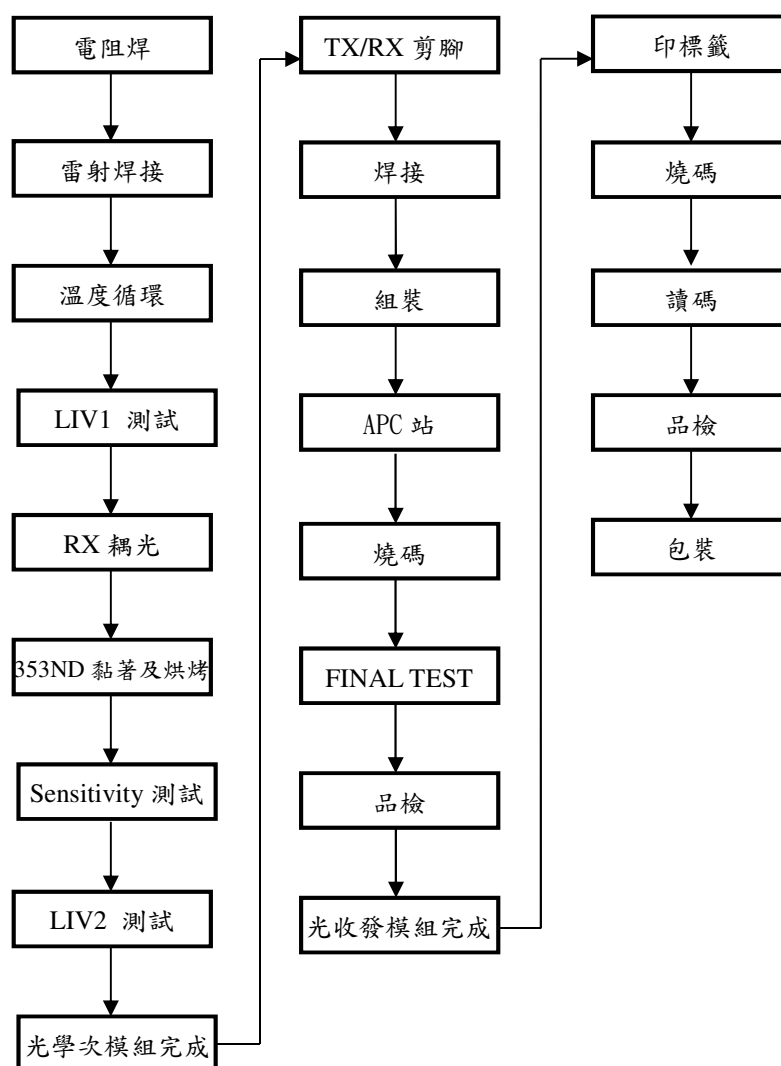 電阻焊
雷射焊接
溫度循環
LIV1 測試
RX 耦光
353ND 黏著及烘烤
Sensitivity 測試
LIV2 測試
光學次模組完成
TX/RX 剪腳
焊接
組裝
APC 站
燒碼
FINAL TEST
品檢
光收發模組完成
印標籤
燒碼
讀碼
品檢
包裝